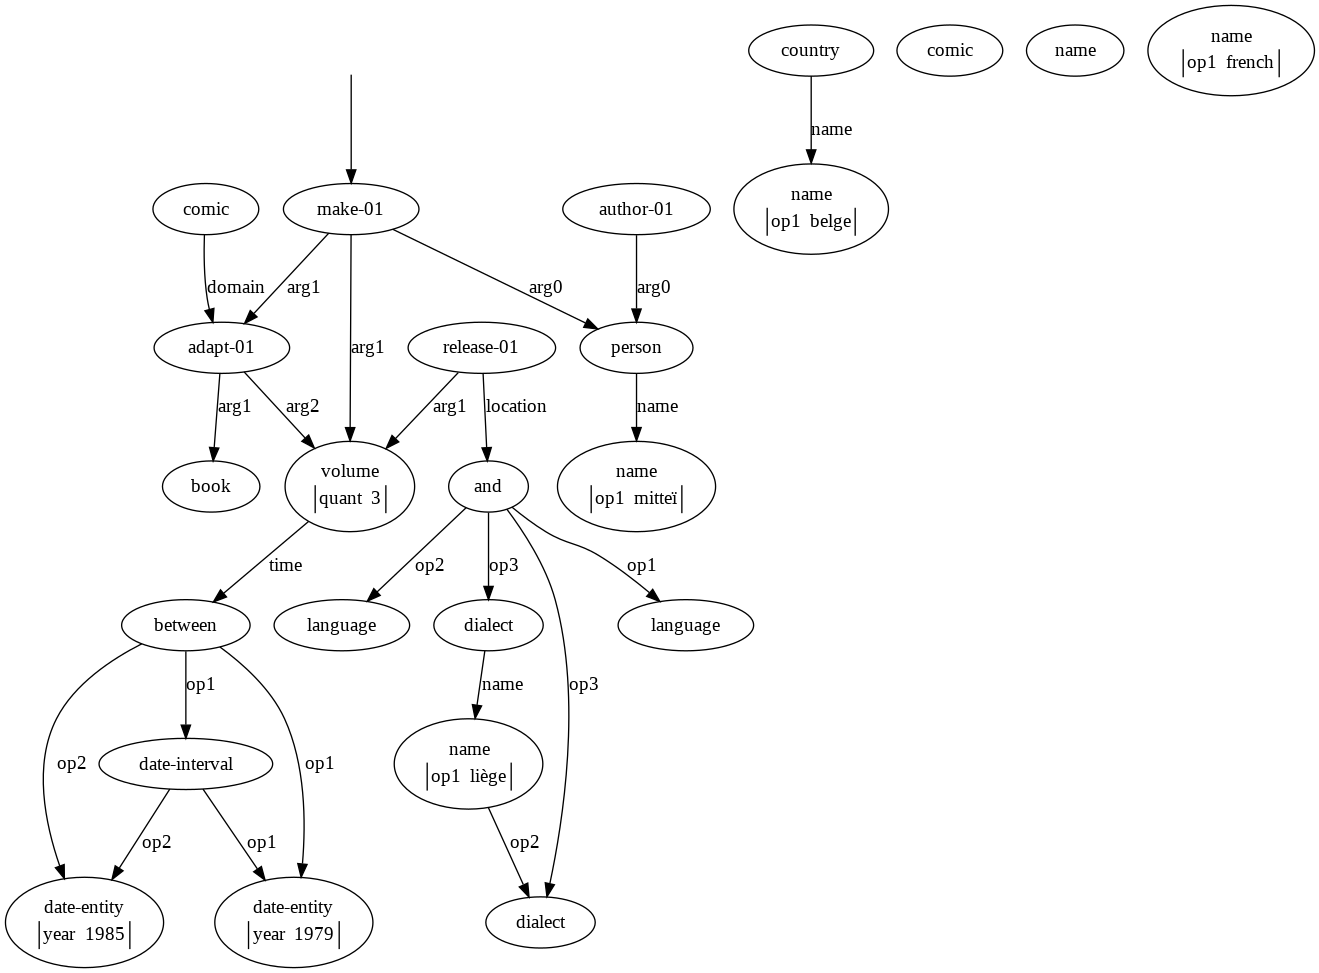 country
comic
name
name
op1 french
name
comic
make-01
author-01
name
op1 belge
domain
arg1
arg0
arg0
adapt-01
arg1
release-01
person
arg1
arg2
arg1
location
name
book
volume
quant 3
and
name
op1 mitteï
time
op2
op3
op1
between
language
dialect
language
op1
name
op3
op2
date-interval
op1
name
op1 liège
op2
op1
op2
date-entity
year 1985
date-entity
year 1979
dialect